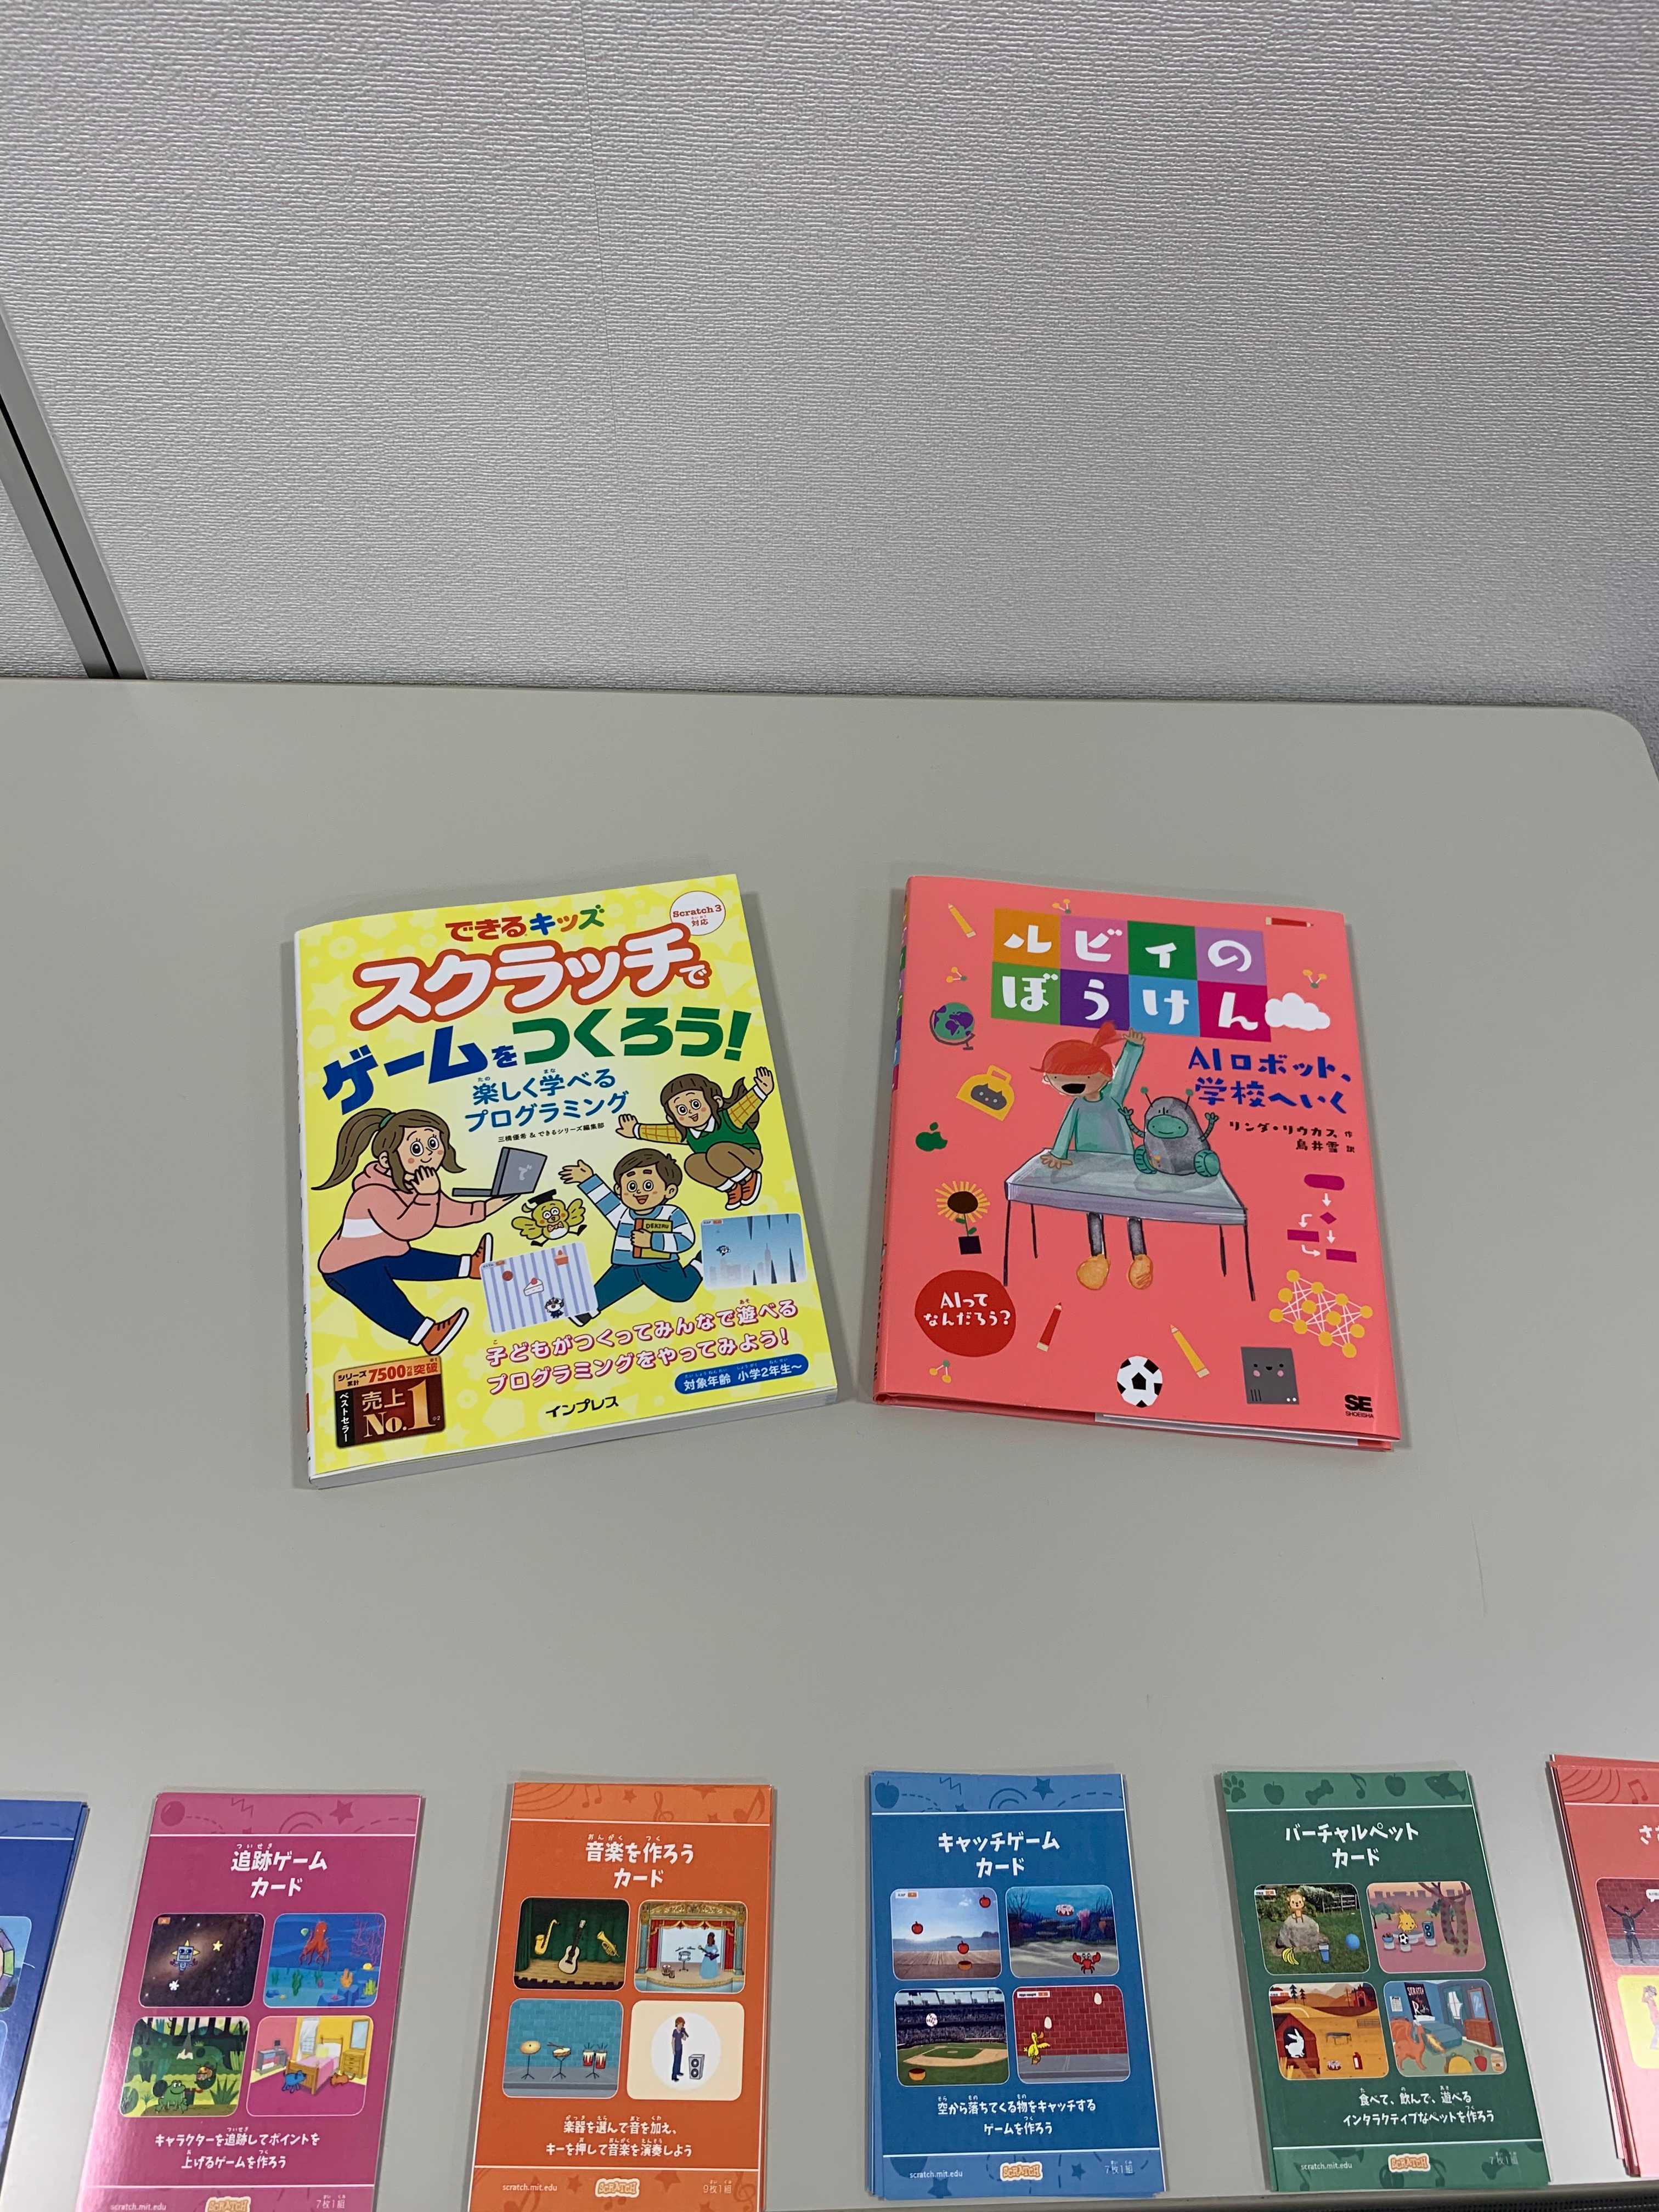 できるキッズ
Scratch 3
対応
スクラッチで
ゲームをつくろう!
楽しく学べる
プログラミング
三橋優希 & できるシリーズ編集部
DEKIRU
子どもがつくってみんなで遊べる
プログラミングをやってみよう!
対象年齢 小学2年生~
シリーズ累計 7500万部突破
ベストセラー
売上
No.1
インプレス
ルビィの
ぼうけん
AIロボット、
学校へいく
リンダ・リウカス 作
鳥井雪 訳
AIって
なんだろう?
SE
SHOEISHA
追跡ゲーム
カード
キャラクターを追跡してポイントを
上げるゲームを作ろう
scratch.mit.edu
SCRATCH
7枚1組
音楽を作ろう
カード
楽器を選んで音を加え、
キーを押して音楽を演奏しよう
scratch.mit.edu
SCRATCH
9枚1組
キャッチゲーム
カード
空から落ちてくる物をキャッチする
ゲームを作ろう
scratch.mit.edu
SCRATCH
7枚1組
バーチャルペット
カード
食べて、飲んで、遊べる
インタラクティブなペットを作ろう
scratch.mit.edu
SCRATCH
7枚1組